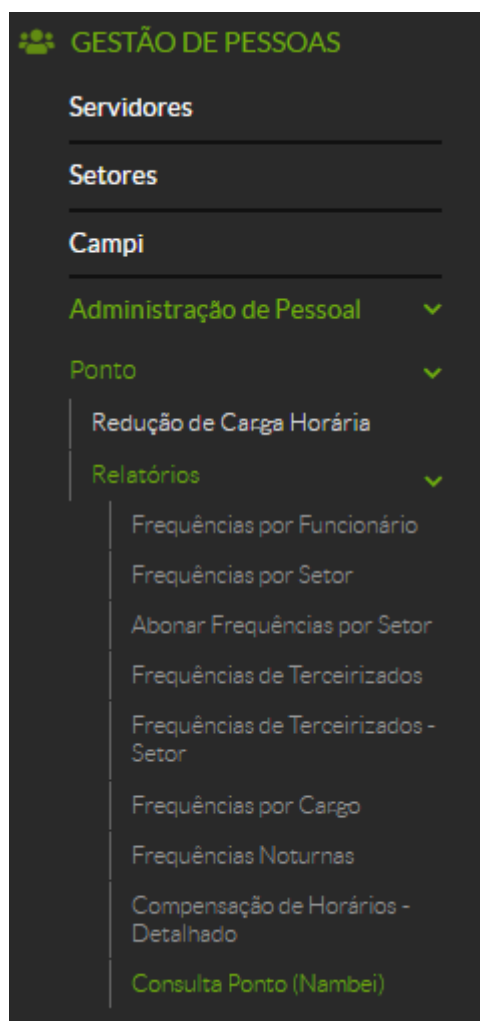 GESTÃO DE PESSOAS
Servidores
Setores
Campi
Administração de Pessoal
Ponto
Redução de Carga Horária
Relatórios
Frequências por Funcionário
Frequências por Setor
Abonar Frequências por Setor
Frequências de Terceirizados
Frequências de Terceirizados -
Setor
Frequências por Cargo
Frequências Noturnas
Compensação de Horários -
Detalhado
Consulta Ponto (Nambei)